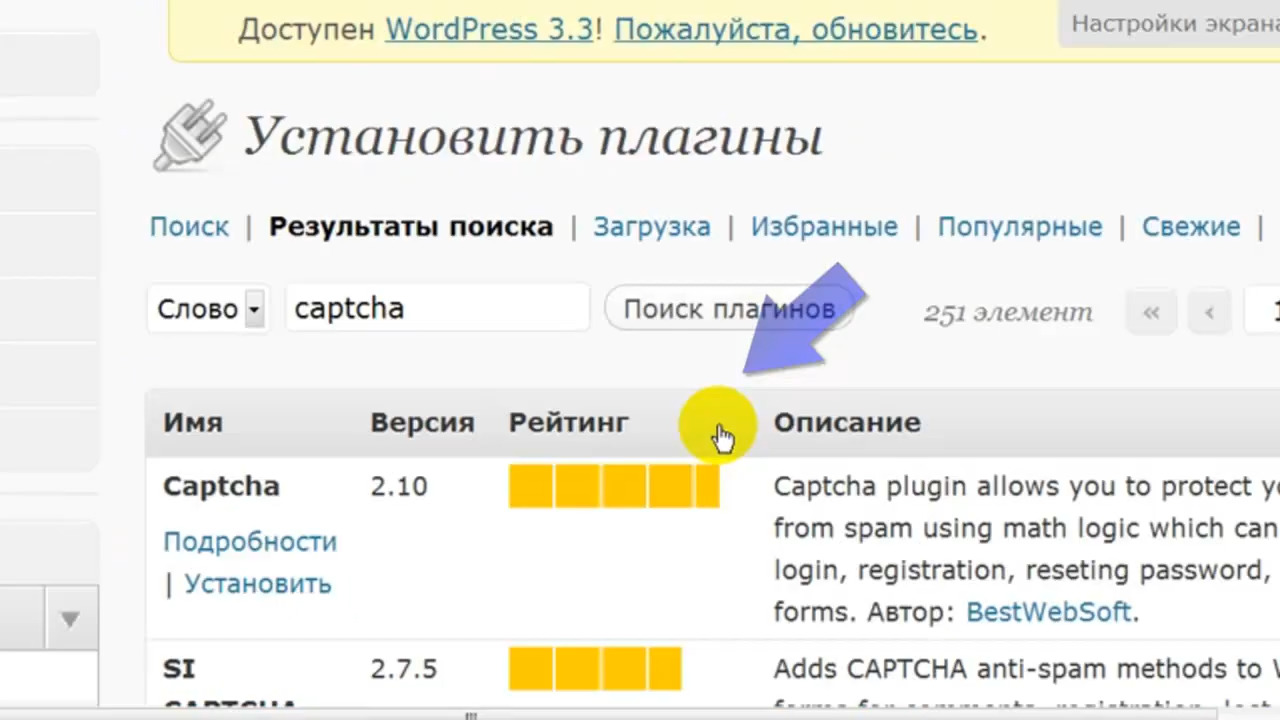 Доступен WordPress 3.3! Пожалуйста, обновитесь.
Настройки экрана
Установить плагины
Поиск | Результаты поиска | Загрузка | Избранные | Популярные | Свежие |
Слово captcha Поиск плагинов 251 элемент « ‹ 1
Имя Версия Рейтинг Описание
Captcha 2.10 Captcha plugin allows you to protect
from spam using math logic which can
Подробности
login, registration, reseting password,
| Установить
forms. Автор: BestWebSoft.
SI 2.7.5 Adds CAPTCHA anti-spam methods to
CAPTCHA